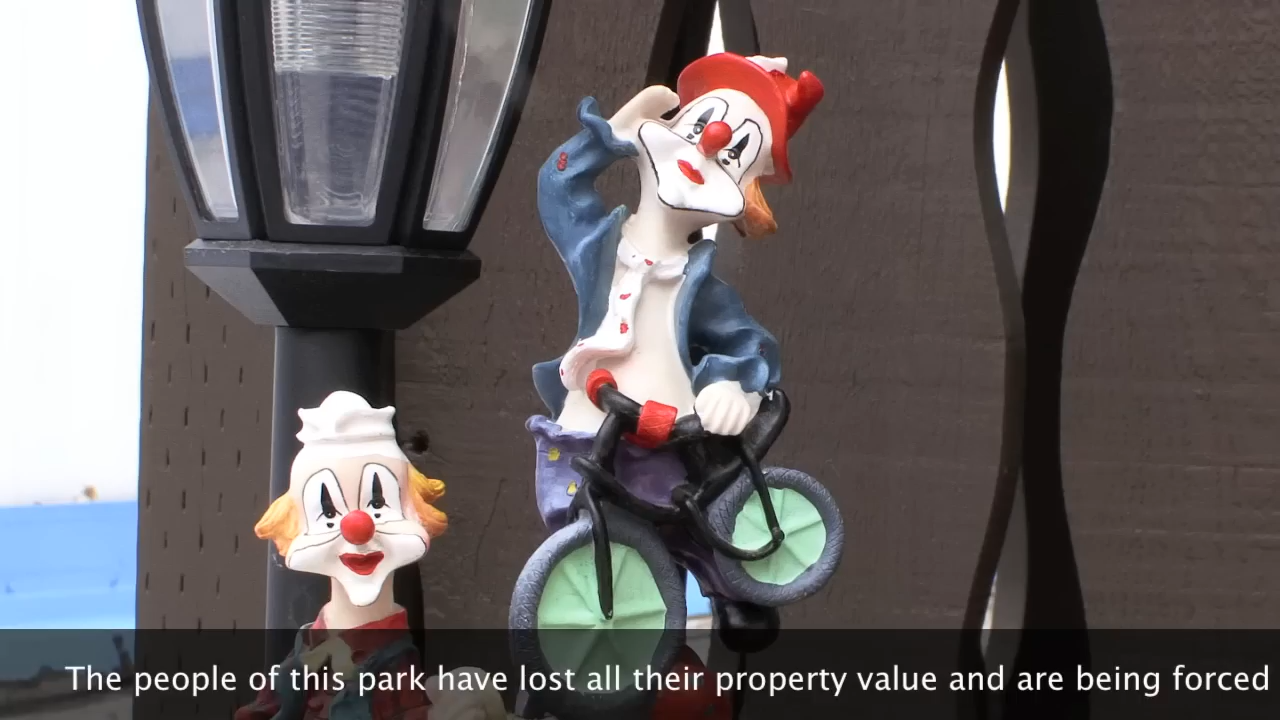 The people of this park have lost all their property value and are being forced